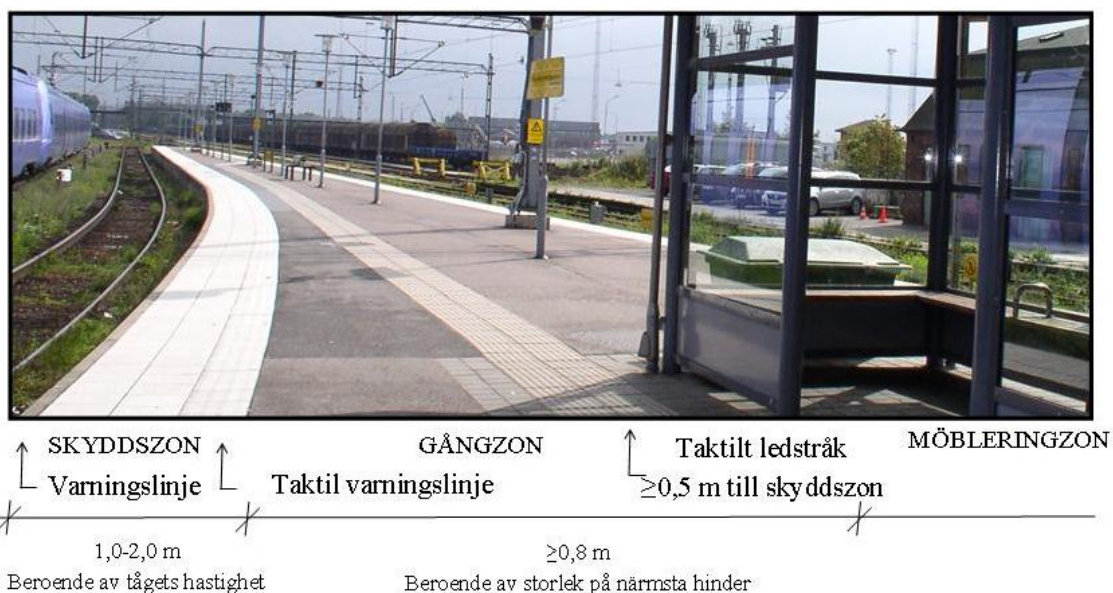 SKYDDSZON
GÅNGZON
Taktilt ledstråk
MÖBLERINGZON
Varningslinje
Taktil varningslinje
≥0,5 m till skyddszon
1,0-2,0 m
≥0,8 m
Beroende av tågets hastighet
Beroende av storlek på närmsta hinder